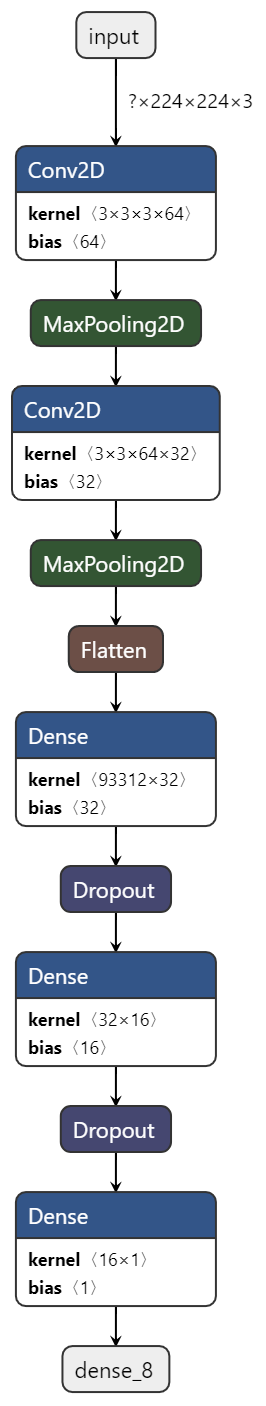 input
?×224×224×3
Conv2D
kernel 〈3×3×3×64〉
bias 〈64〉
MaxPooling2D
Conv2D
kernel 〈3×3×64×32〉
bias 〈32〉
MaxPooling2D
Flatten
Dense
kernel 〈93312×32〉
bias 〈32〉
Dropout
Dense
kernel 〈32×16〉
bias 〈16〉
Dropout
Dense
kernel 〈16×1〉
bias 〈1〉
dense_8